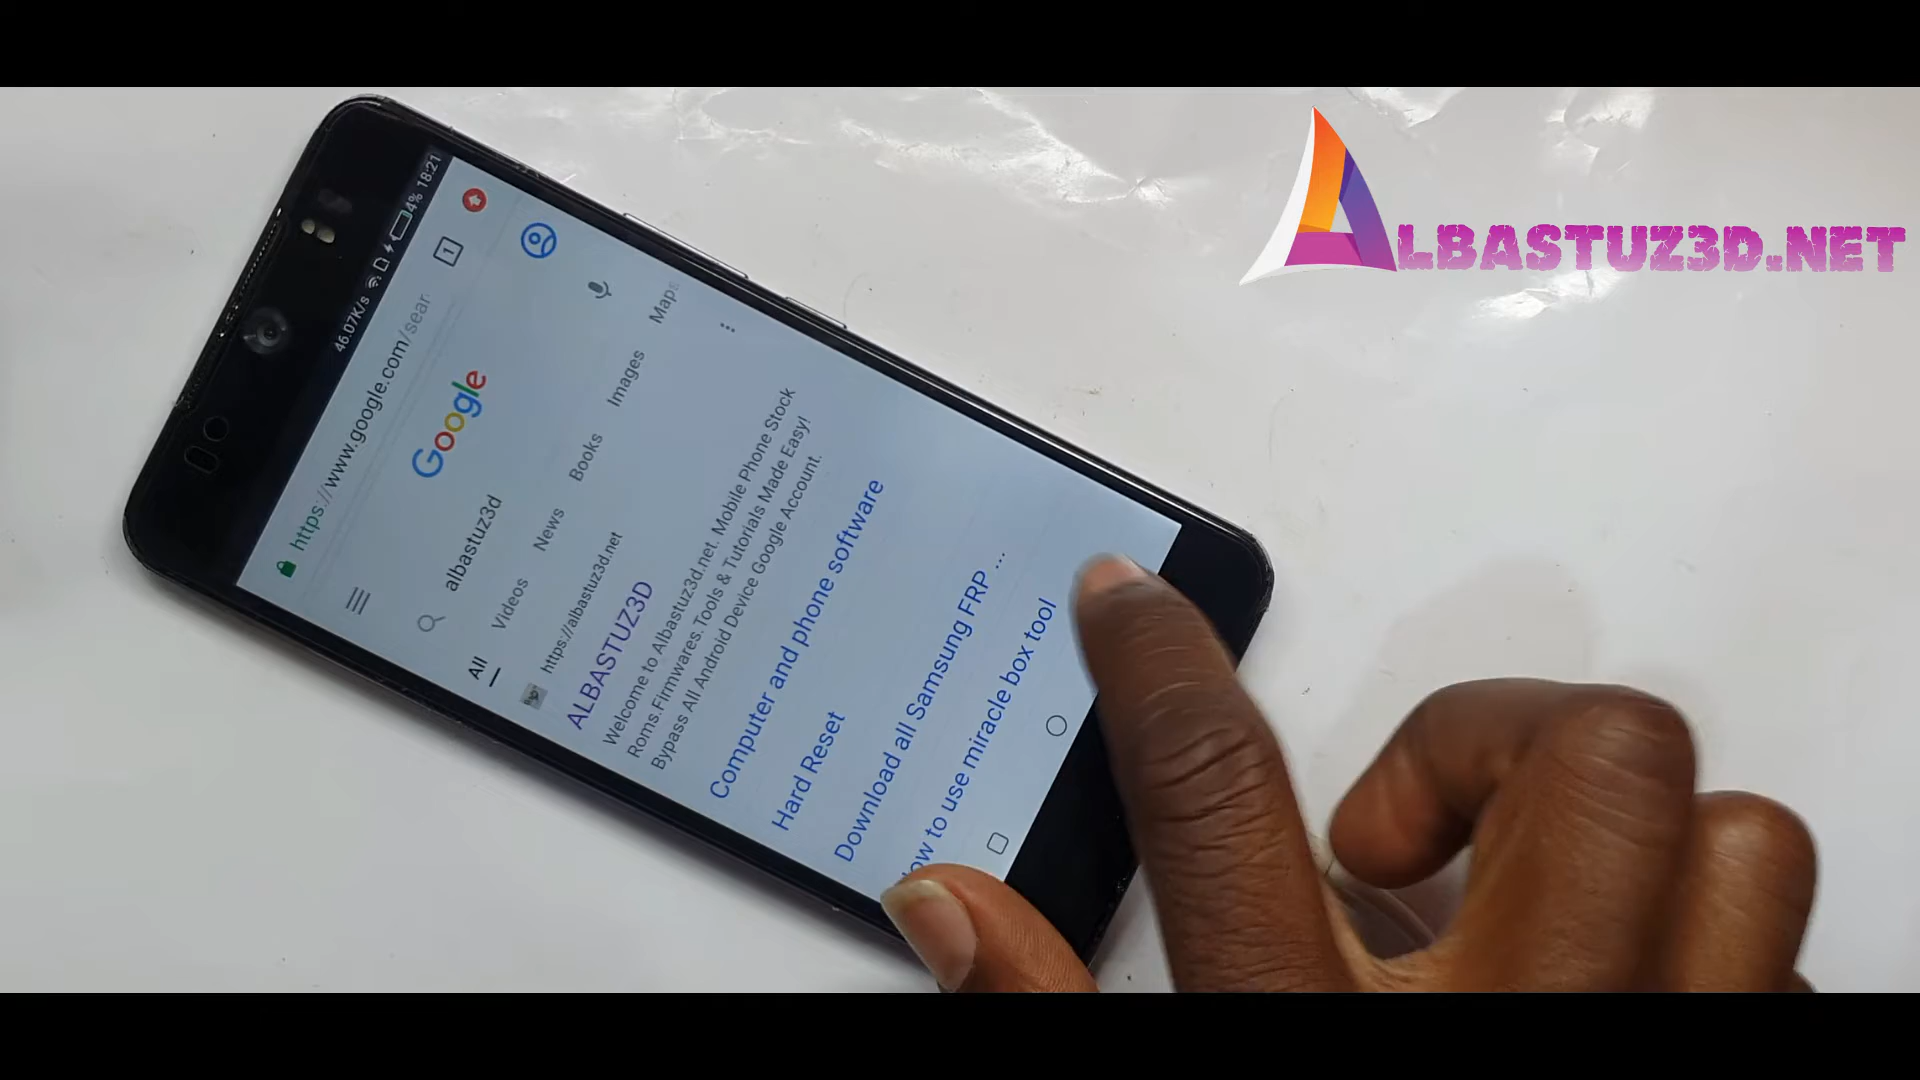 ALBASTUZ3D.NET
46.07K/s 4% 18:21
https://www.google.com/sear
1
Google
albastuz3d
All Videos News Books Images Maps
https://albastuz3d.net
ALBASTUZ3D
Welcome to Albastuz3d.net. Mobile Phone Stock
Roms.Firmwares.Tools & Tutorials Made Easy!
Bypass All Android Device Google Account.
Computer and phone software
Hard Reset
Download all Samsung FRP ...
to use miracle box tool